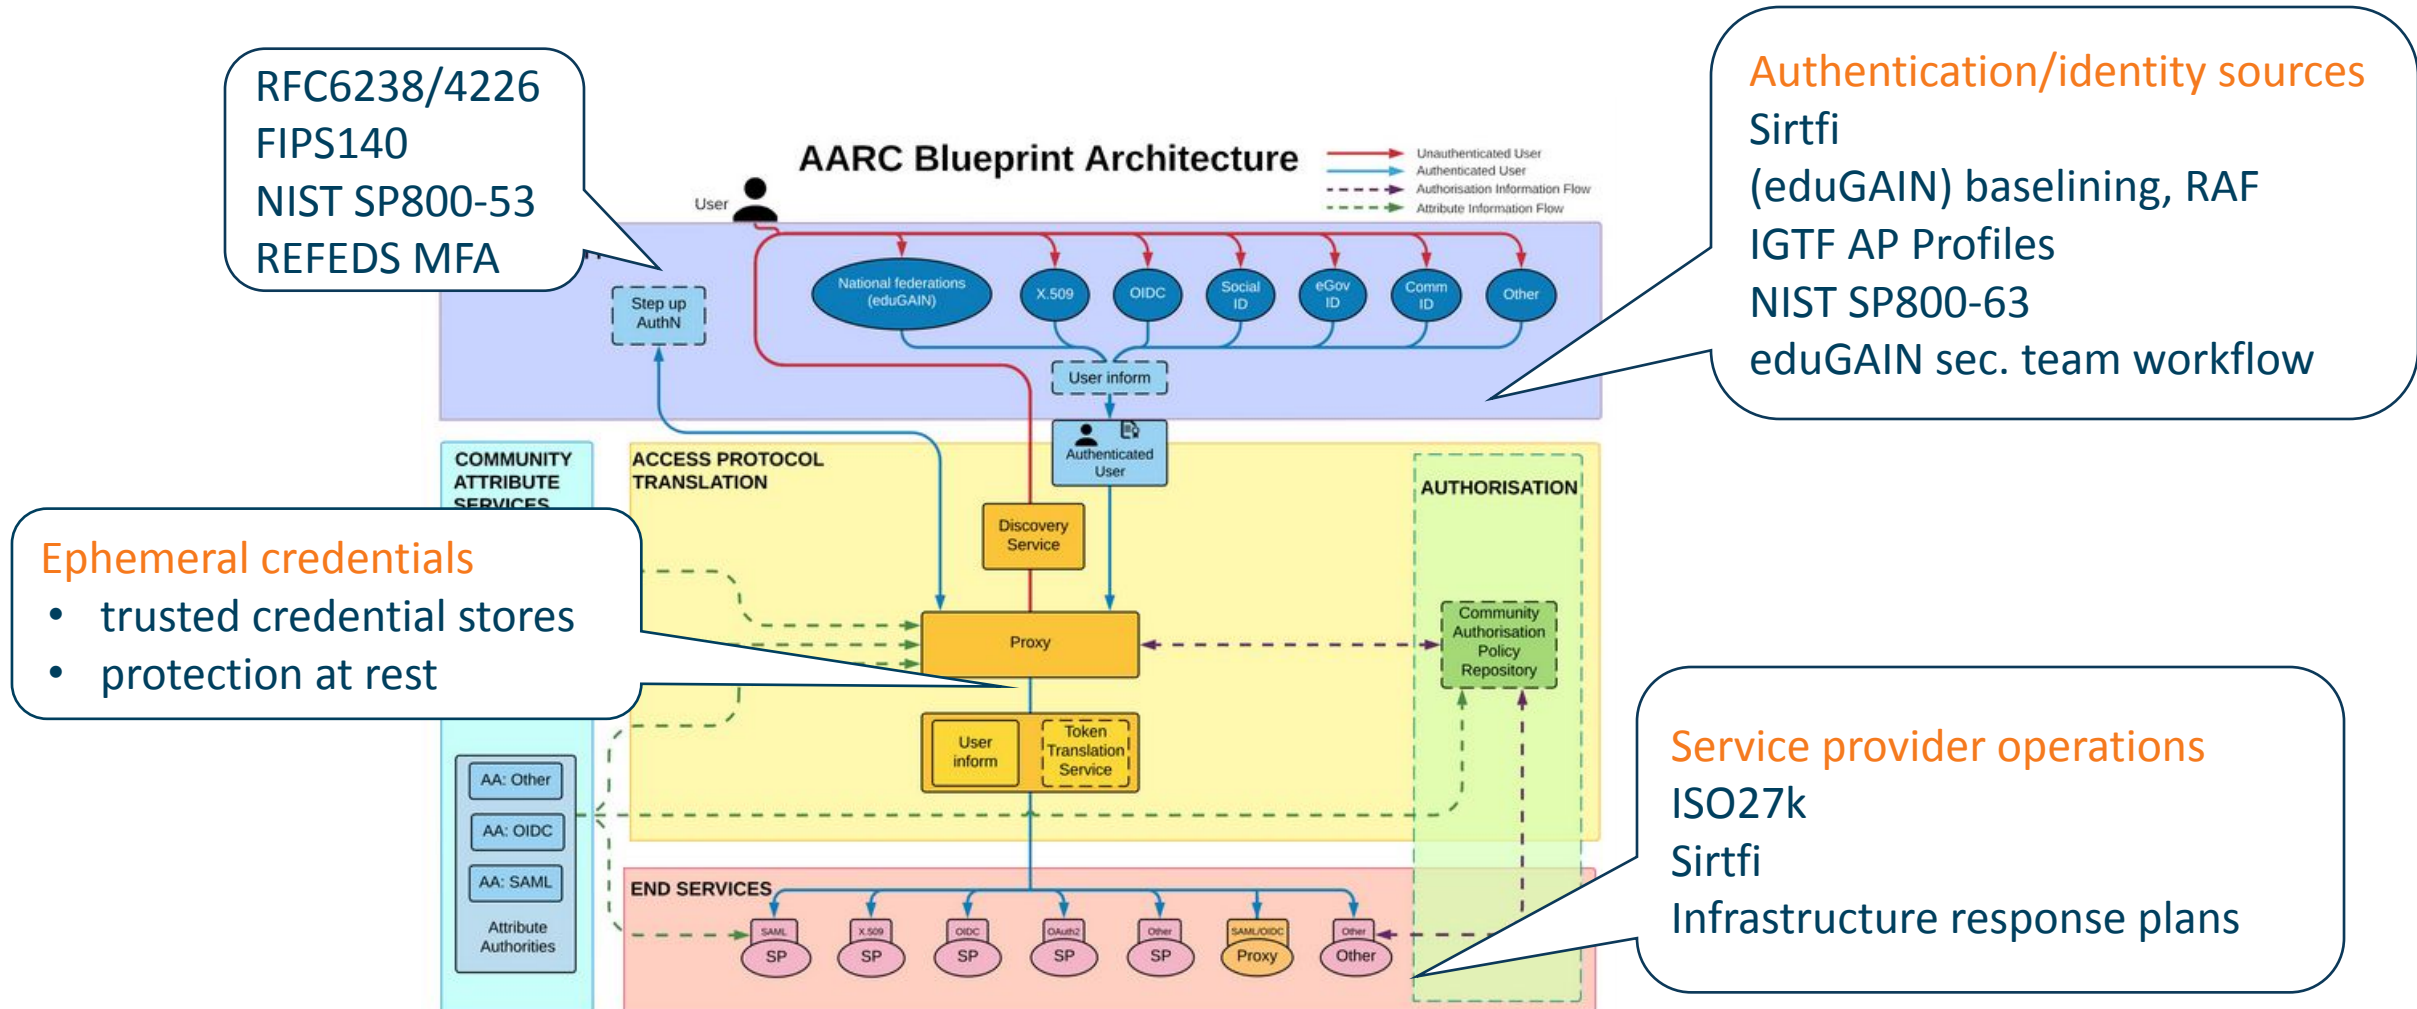 RFC6238/4226
FIPS140
NIST SP800-53
REFEDS MFA
Authentication/identity sources
Sirtfi
(eduGAIN) baselining, RAF
IGTF AP Profiles
NIST SP800-63
eduGAIN sec. team workflow
AARC Blueprint Architecture
Unauthenticated User
Authenticated User
Authorisation Information Flow
Attribute Information Flow
User
National federations
(eduGAIN)
X.509
OIDC
Social
ID
eGov
ID
Comm
ID
Other
Step up
AuthN
User inform
Authenticated
User
COMMUNITY
ATTRIBUTE
SERVICES
ACCESS PROTOCOL
TRANSLATION
AUTHORISATION
Discovery
Service
Ephemeral credentials
• trusted credential stores
• protection at rest
Proxy
Community
Authorisation
Policy
Repository
User
inform
Token
Translation
Service
AA: Other
AA: OIDC
AA: SAML
Attribute
Authorities
Service provider operations
ISO27k
Sirtfi
Infrastructure response plans
END SERVICES
SAML
SP
X.509
SP
OIDC
SP
OAuth2
SP
Other
SP
SAML/OIDC
Proxy
Other
Other